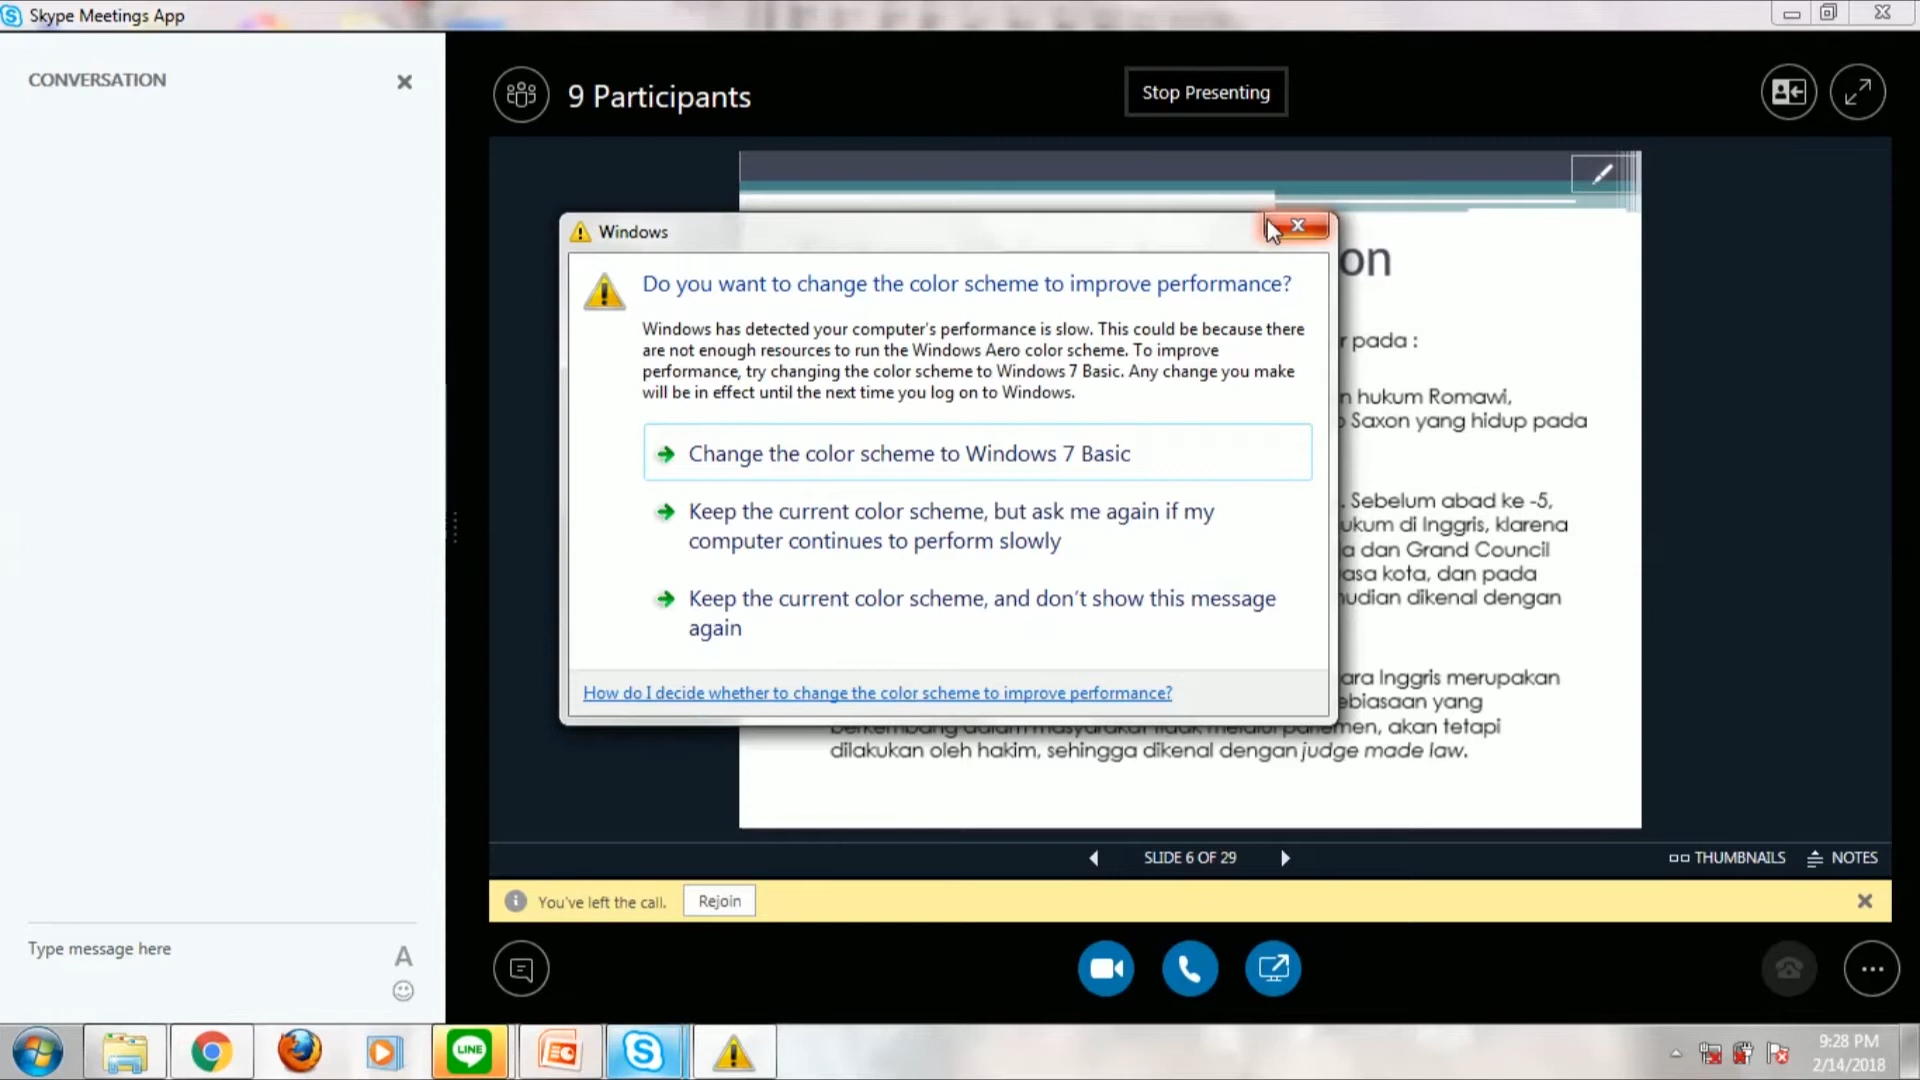 Skype Meetings App
CONVERSATION
9 Participants
Stop Presenting
on
Windows
Do you want to change the color scheme to improve performance?
Windows has detected your computer's performance is slow. This could be because there
are not enough resources to run the Windows Aero color scheme. To improve
performance, try changing the color scheme to Windows 7 Basic. Any change you make
will be in effect until the next time you log on to Windows.
Change the color scheme to Windows 7 Basic
Keep the current color scheme, but ask me again if my
computer continues to perform slowly
Keep the current color scheme, and don't show this message
again
How do I decide whether to change the color scheme to improve performance?
pada :
hukum Romawi,
Saxon yang hidup pada
. Sebelum abad ke -5,
ukum di Inggris, klarena
a dan Grand Council
asa kota, dan pada
mudian dikenal dengan
ara Inggris merupakan
ebiasaan yang
berkembang dalam masyarakat tidak melalui parlemen, akan tetapi
dilakukan oleh hakim, sehingga dikenal dengan judge made law.
SLIDE 6 OF 29
THUMBNAILS
NOTES
You've left the call.
Rejoin
Type message here
A
LINE
9:28 PM
2/14/2018